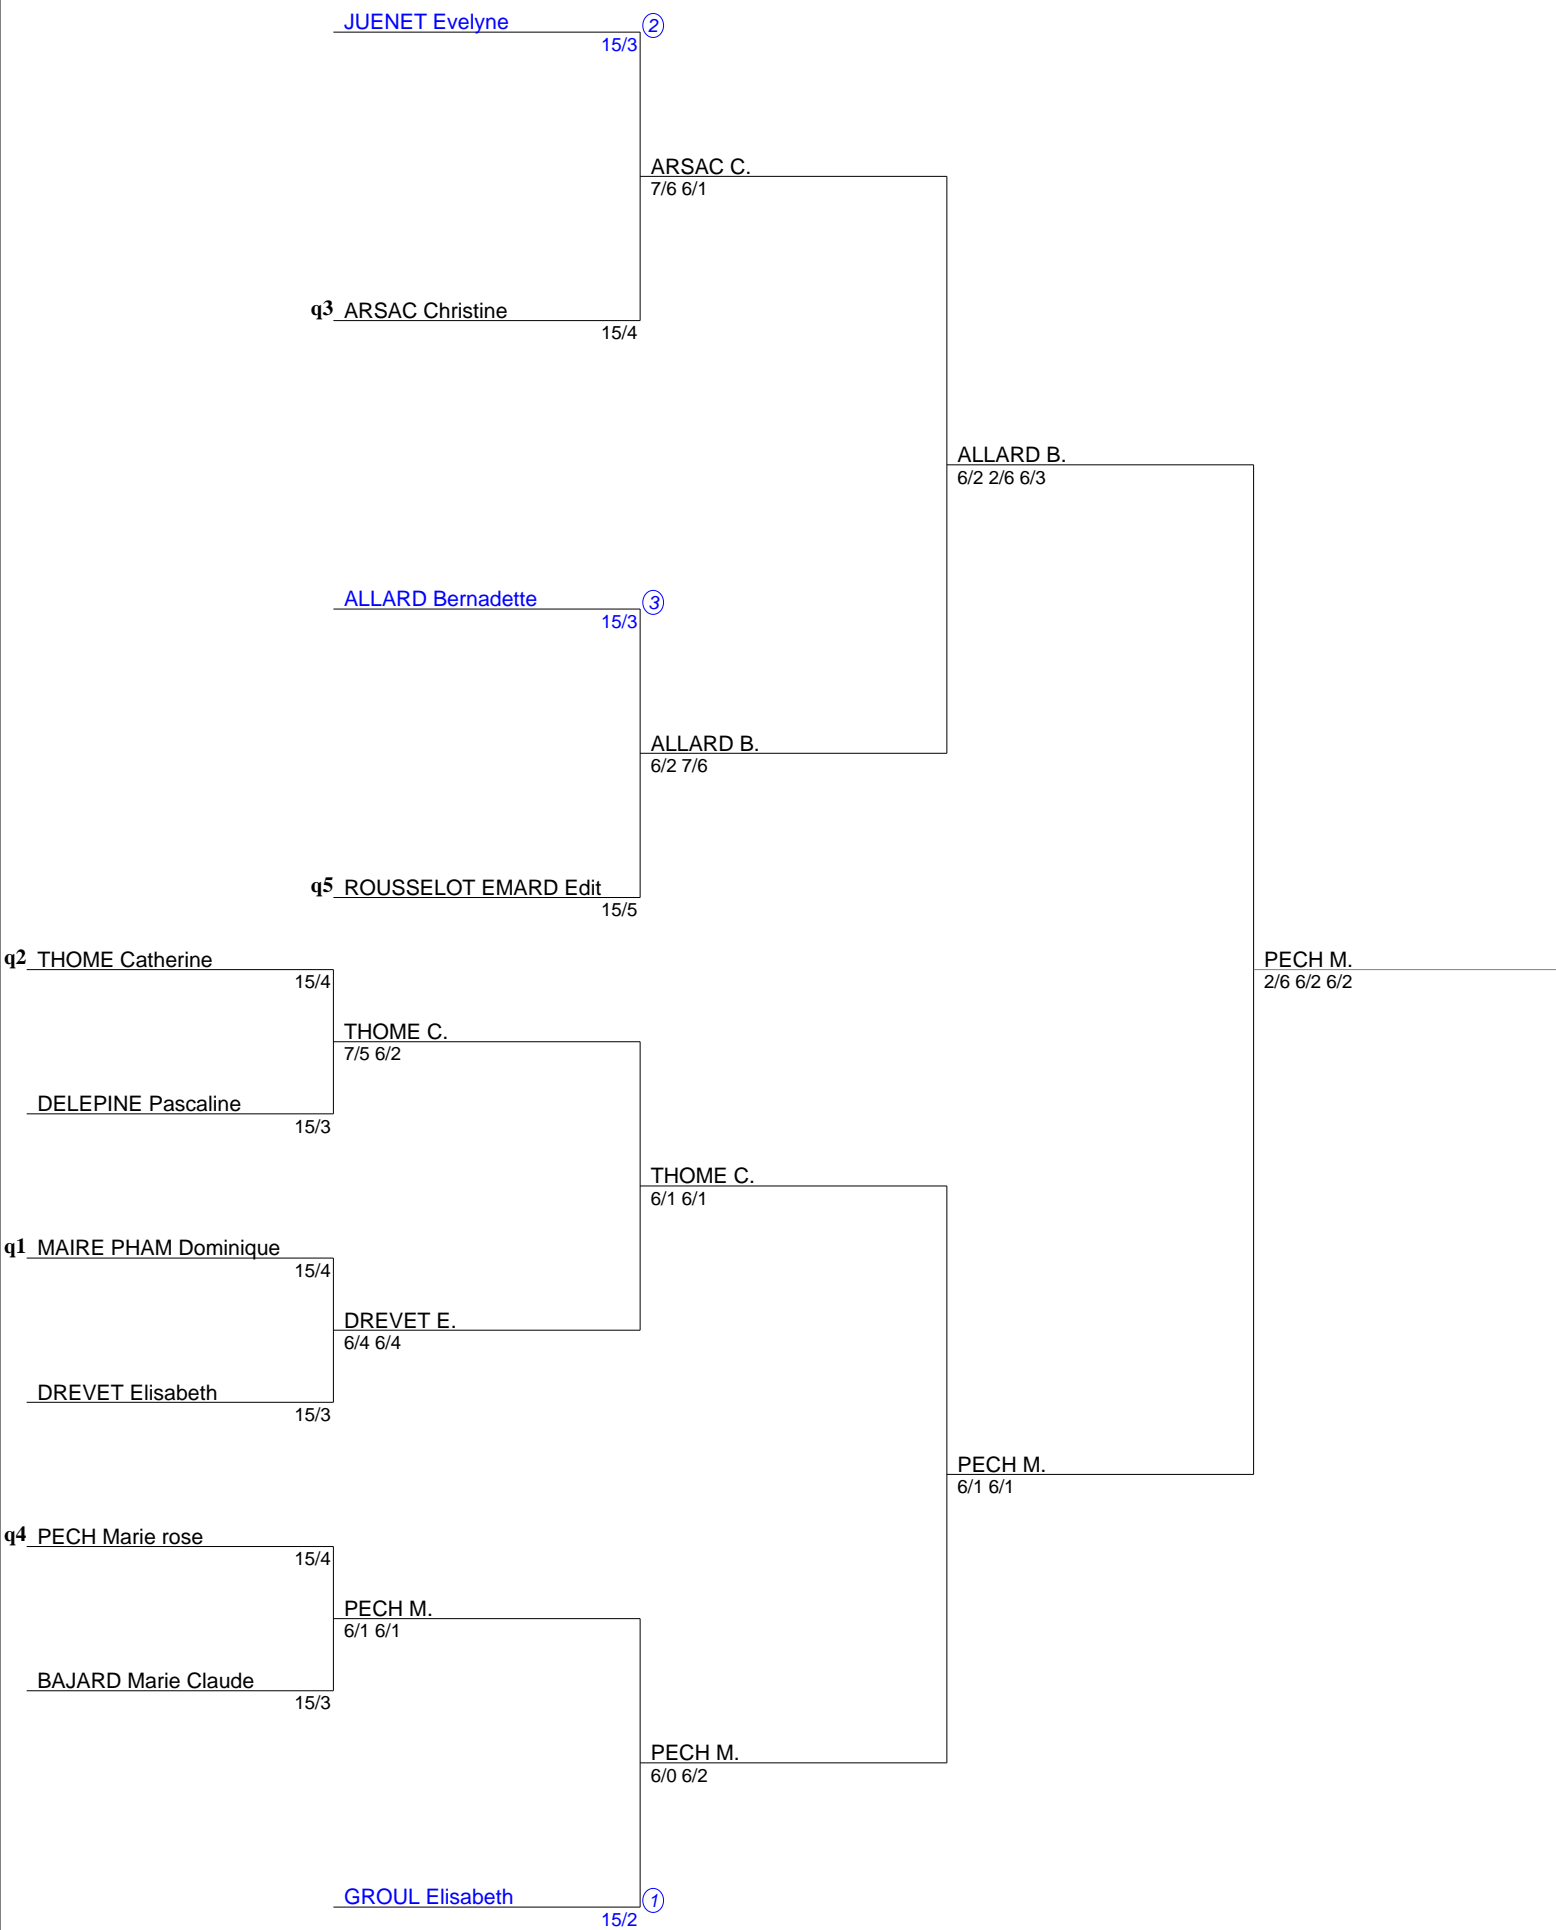 JUENET Evelyne 2
15/3
ARSAC C.
7/6 6/1
q3 ARSAC Christine
15/4
ALLARD B.
6/2 2/6 6/3
ALLARD Bernadette 3
15/3
ALLARD B.
6/2 7/6
q5 ROUSSELOT EMARD Edit
15/5
q2 THOME Catherine
15/4
PECH M.
2/6 6/2 6/2
THOME C.
7/5 6/2
DELEPINE Pascaline
15/3
THOME C.
6/1 6/1
q1 MAIRE PHAM Dominique
15/4
DREVET E.
6/4 6/4
DREVET Elisabeth
15/3
PECH M.
6/1 6/1
q4 PECH Marie rose
15/4
PECH M.
6/1 6/1
BAJARD Marie Claude
15/3
PECH M.
6/0 6/2
GROUL Elisabeth 1
15/2